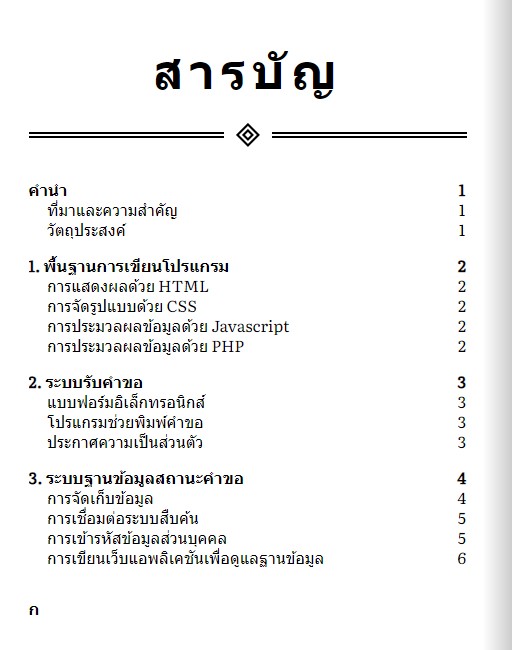 สารบัญ
คำนำ 1
ที่มาและความสำคัญ 1
วัตถุประสงค์ 1
1. พื้นฐานการเขียนโปรแกรม 2
การแสดงผลด้วย HTML 2
การจัดรูปแบบด้วย CSS 2
การประมวลผลข้อมูลด้วย Javascript 2
การประมวลผลข้อมูลด้วย PHP 2
2. ระบบรับคำขอ 3
แบบฟอร์มอิเล็กทรอนิกส์ 3
โปรแกรมช่วยพิมพ์คำขอ 3
ประกาศความเป็นส่วนตัว 3
3. ระบบฐานข้อมูลสถานะคำขอ 4
การจัดเก็บข้อมูล 4
การเชื่อมต่อระบบสืบค้น 5
การเข้ารหัสข้อมูลส่วนบุคคล 5
การเขียนเว็บแอพลิเคชันเพื่อดูแลฐานข้อมูล 6
ก